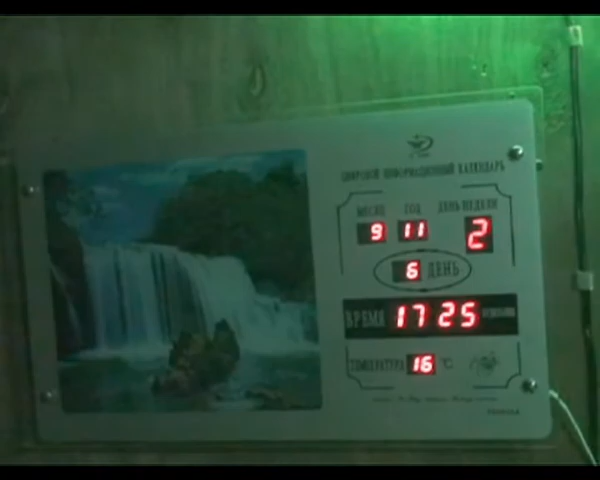 ЦИФРОВОЙ ИНФОРМАЦИОННЫЙ КАЛЕНДАРЬ
МЕСЯЦ ГОД ДЕНЬ НЕДЕЛИ
9 11 2
6 ДЕНЬ
ВРЕМЯ 17 25
ТЕМПЕРАТУРА 16 °C